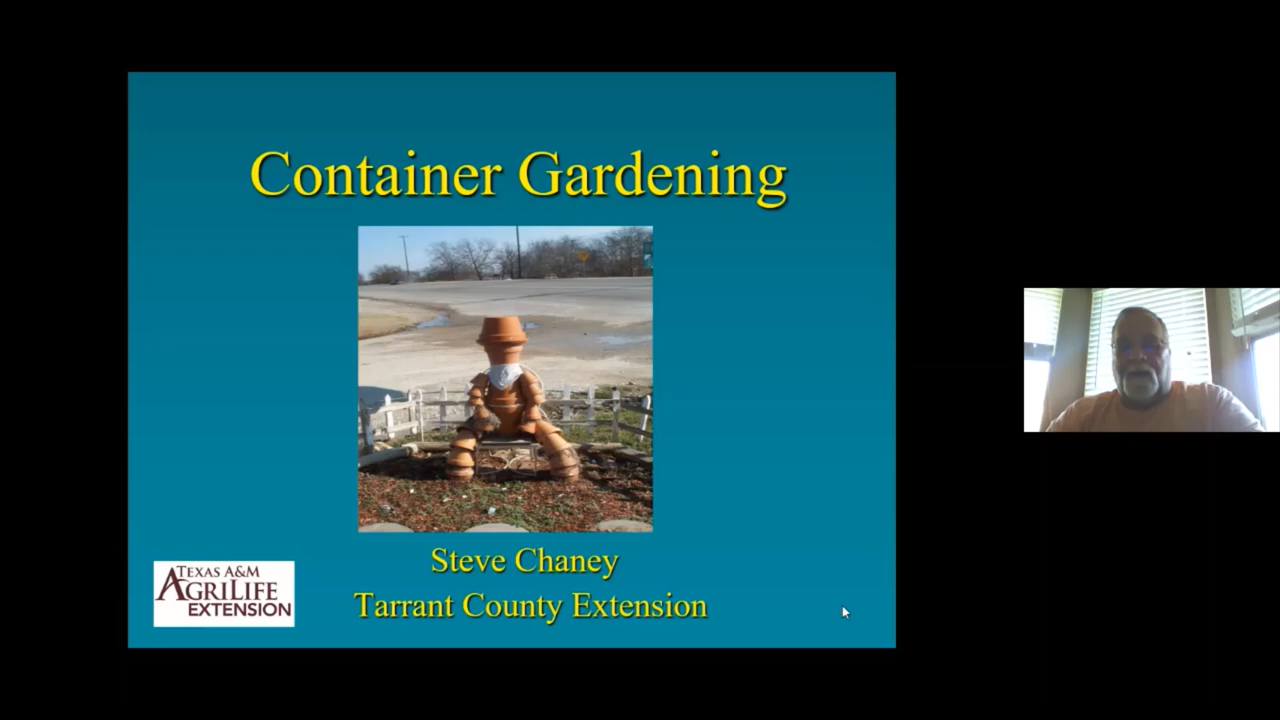 Container Gardening
Steve Chaney
Tarrant County Extension
TEXAS A&M
AGRILIFE
EXTENSION